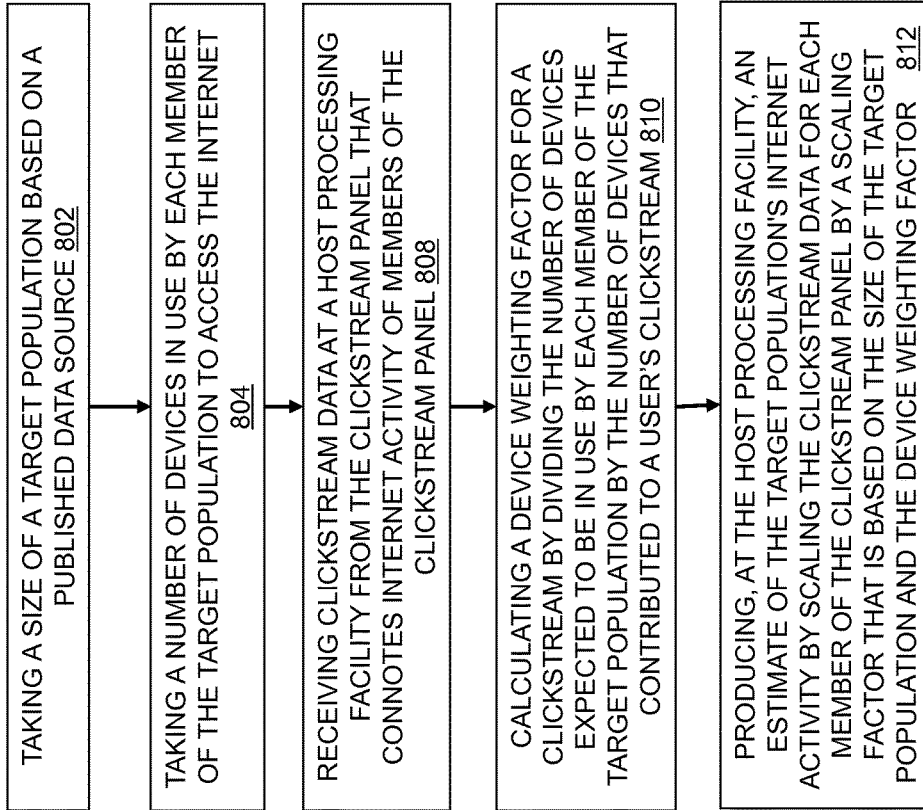 TAKING A SIZE OF A TARGET POPULATION BASED ON A
PUBLISHED DATA SOURCE 802
TAKING A NUMBER OF DEVICES IN USE BY EACH MEMBER
OF THE TARGET POPULATION TO ACCESS THE INTERNET
804
RECEIVING CLICKSTREAM DATA AT A HOST PROCESSING
FACILITY FROM THE CLICKSTREAM PANEL THAT
CONNOTES INTERNET ACTIVITY OF MEMBERS OF THE
CLICKSTREAM PANEL 808
CALCULATING A DEVICE WEIGHTING FACTOR FOR A
CLICKSTREAM BY DIVIDING THE NUMBER OF DEVICES
EXPECTED TO BE IN USE BY EACH MEMBER OF THE
TARGET POPULATION BY THE NUMBER OF DEVICES THAT
CONTRIBUTED TO A USER'S CLICKSTREAM 810
PRODUCING, AT THE HOST PROCESSING FACILITY, AN
ESTIMATE OF THE TARGET POPULATION'S INTERNET
ACTIVITY BY SCALING THE CLICKSTREAM DATA FOR EACH
MEMBER OF THE CLICKSTREAM PANEL BY A SCALING
FACTOR THAT IS BASED ON THE SIZE OF THE TARGET
POPULATION AND THE DEVICE WEIGHTING FACTOR 812